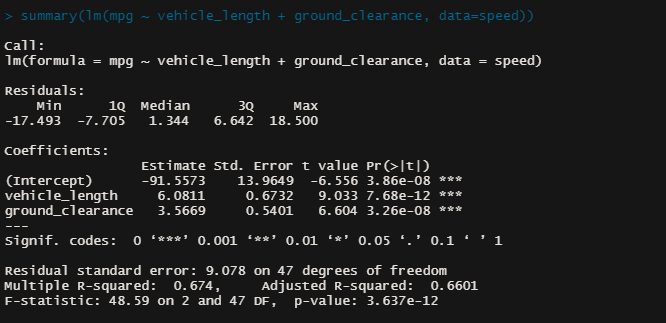 > summary(lm(mpg ~ vehicle_length + ground_clearance, data=speed))
Call:
lm(formula = mpg ~ vehicle_length + ground_clearance, data = speed)
Residuals:
    Min      1Q  Median      3Q     Max
-17.493  -7.705   1.344   6.642  18.500
Coefficients:
                 Estimate Std. Error t value Pr(>|t|)
(Intercept)      -91.5573    13.9649  -6.556 3.86e-08 ***
vehicle_length     6.0811     0.6732   9.033 7.68e-12 ***
ground_clearance   3.5669     0.5401   6.604 3.26e-08 ***
---
Signif. codes:  0 ‘***’ 0.001 ‘**’ 0.01 ‘*’ 0.05 ‘.’ 0.1 ‘ ’ 1
Residual standard error: 9.078 on 47 degrees of freedom
Multiple R-squared:  0.674,	Adjusted R-squared:  0.6601
F-statistic: 48.59 on 2 and 47 DF,  p-value: 3.637e-12